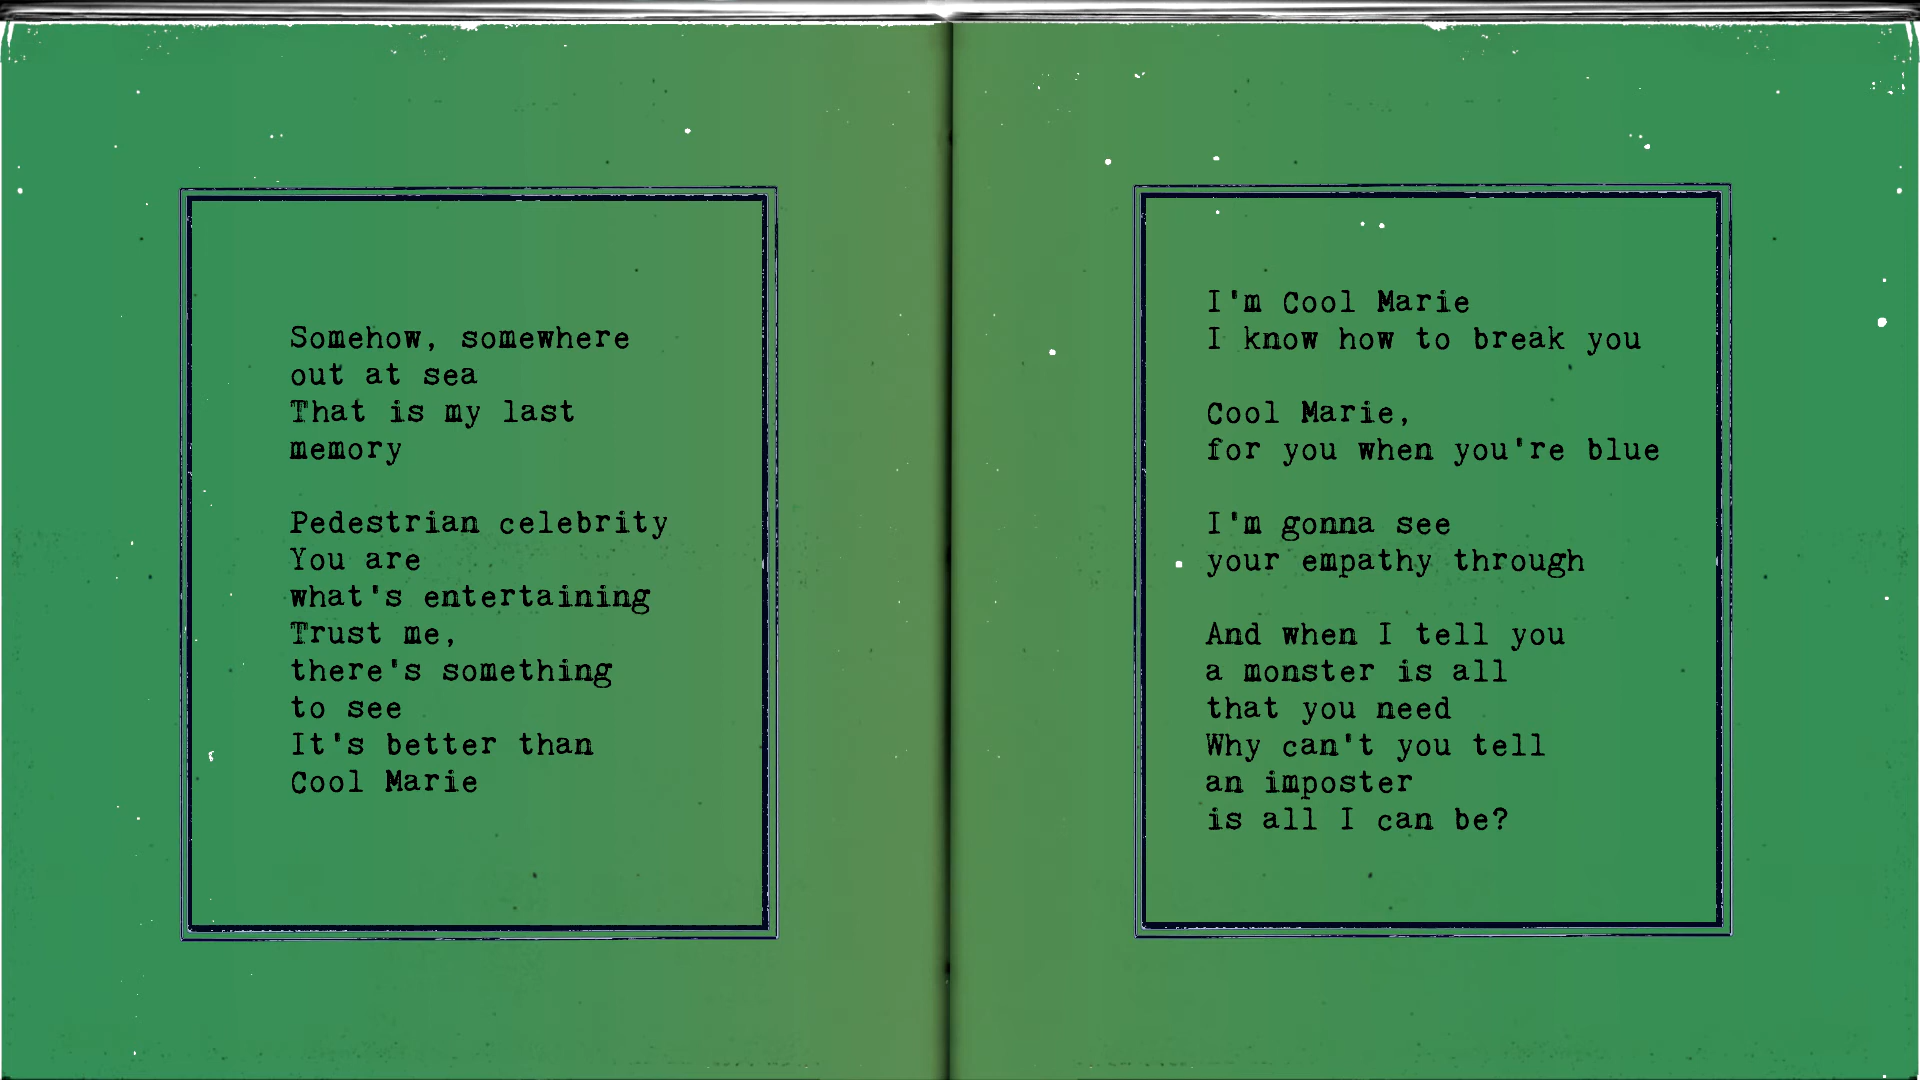 Somehow, somewhere
out at sea
That is my last
memory
Pedestrian celebrity
You are
what's entertaining
Trust me,
there's something
to see
It's better than
Cool Marie
I'm Cool Marie
I know how to break you
Cool Marie,
for you when you're blue
I'm gonna see
your empathy through
And when I tell you
a monster is all
that you need
Why can't you tell
an imposter
is all I can be?